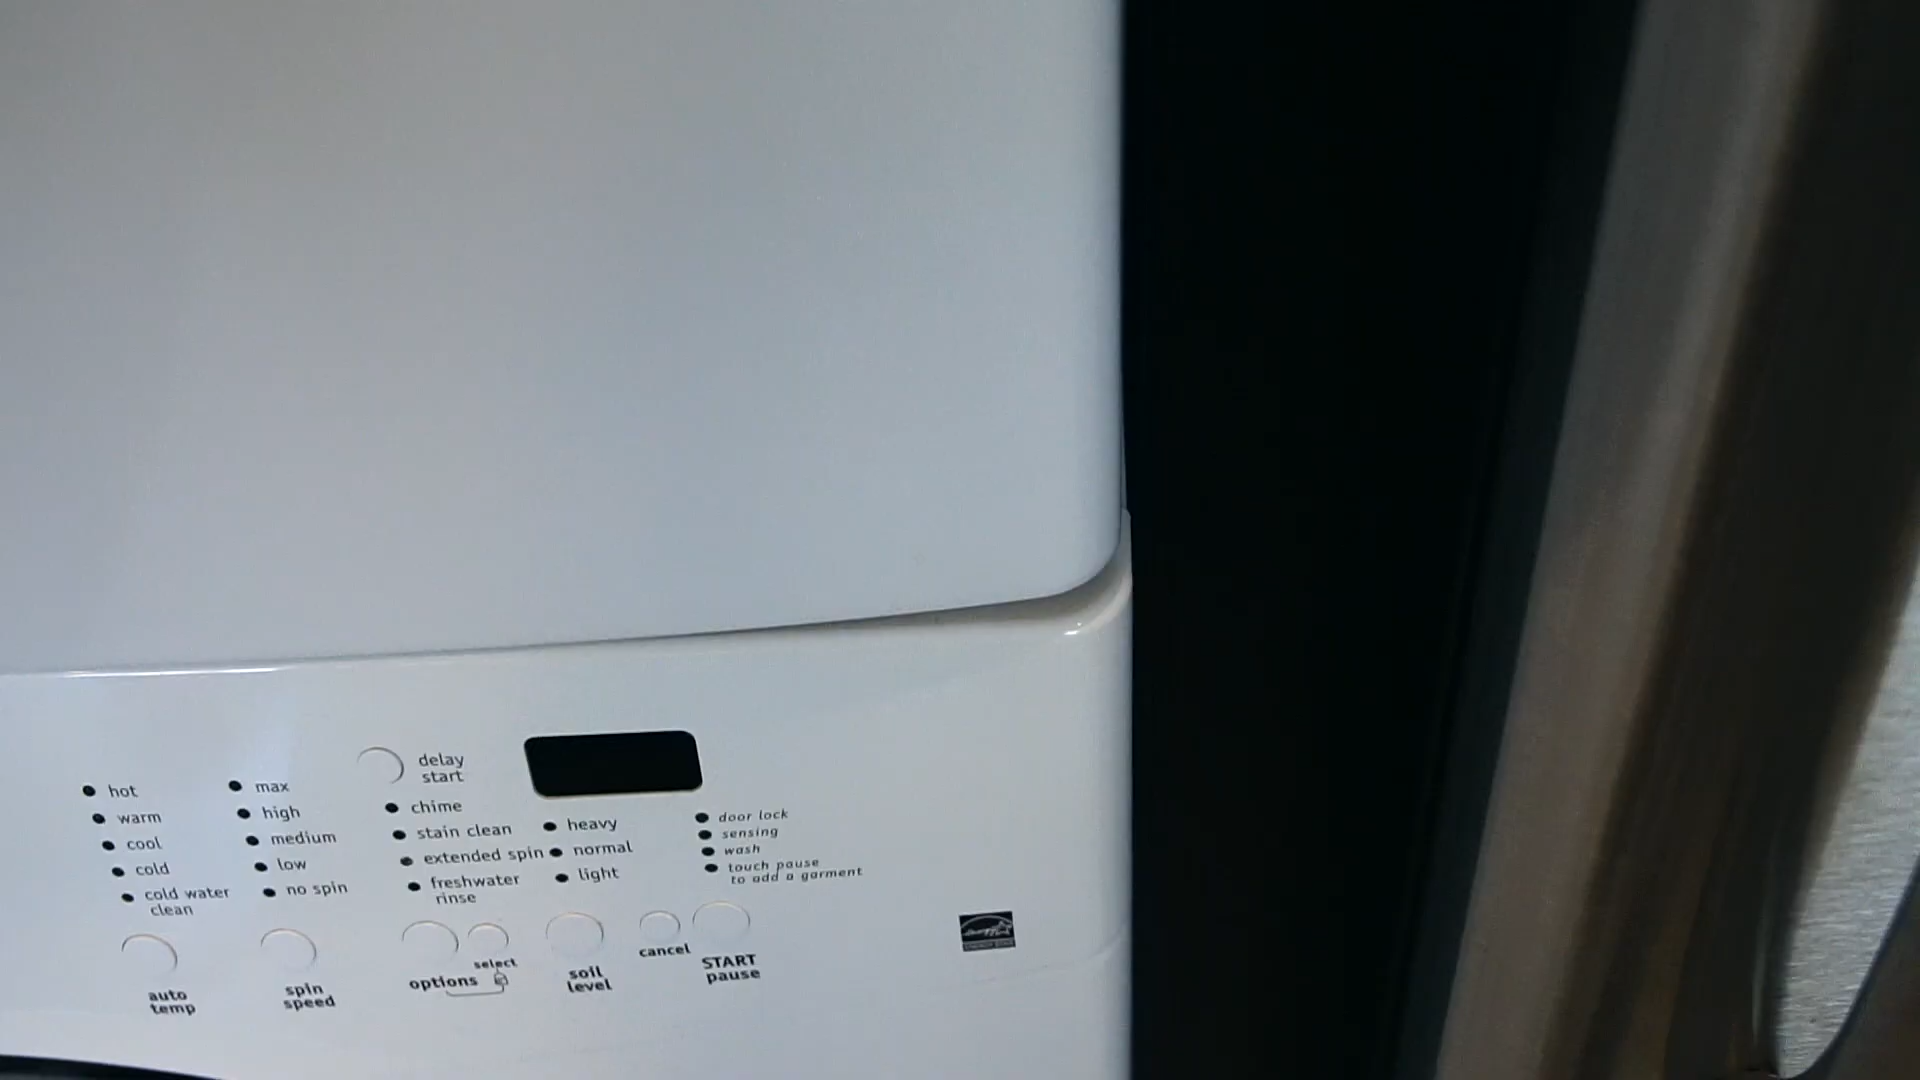 hot
warm
cool
cold
cold water
clean
auto
temp
max
high
medium
low
no spin
spin
speed
delay
start
chime
stain clean
extended spin
freshwater
rinse
options
select
heavy
normal
light
soil
level
cancel
door lock
sensing
wash
touch pause
to add a garment
START
pause
ENERGY STAR